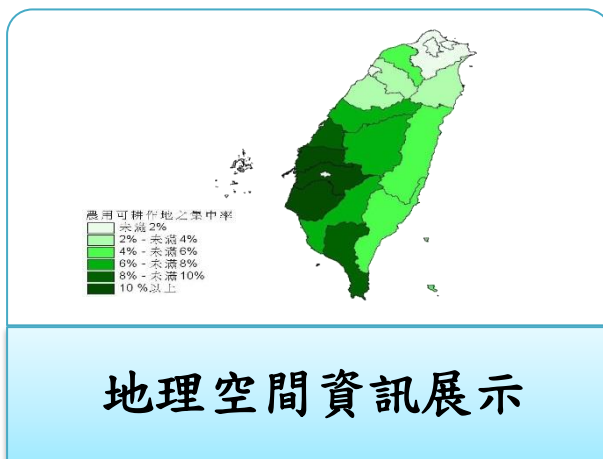 農用可耕作地之集中率
未滿2%
2% - 未滿4%
4% - 未滿6%
6% - 未滿8%
8% - 未滿10%
10 %以上
地理空間資訊展示